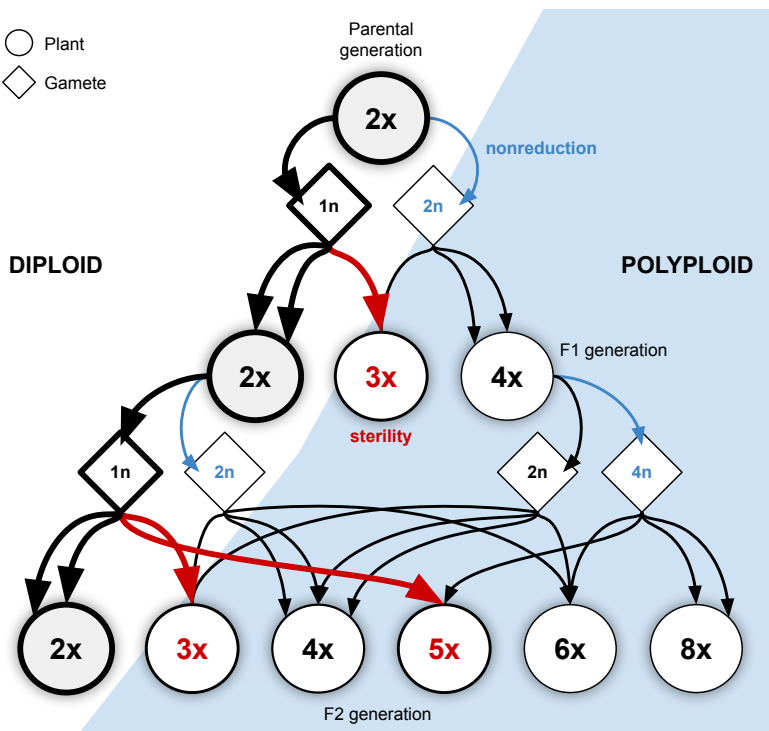 Parental
generation
Plant
Gamete
2x
nonreduction
1n
2n
DIPLOID
POLYPLOID
F1 generation
2x
3x
4x
sterility
1n
2n
2n
4n
2x
3x
4x
5x
6x
8x
F2 generation